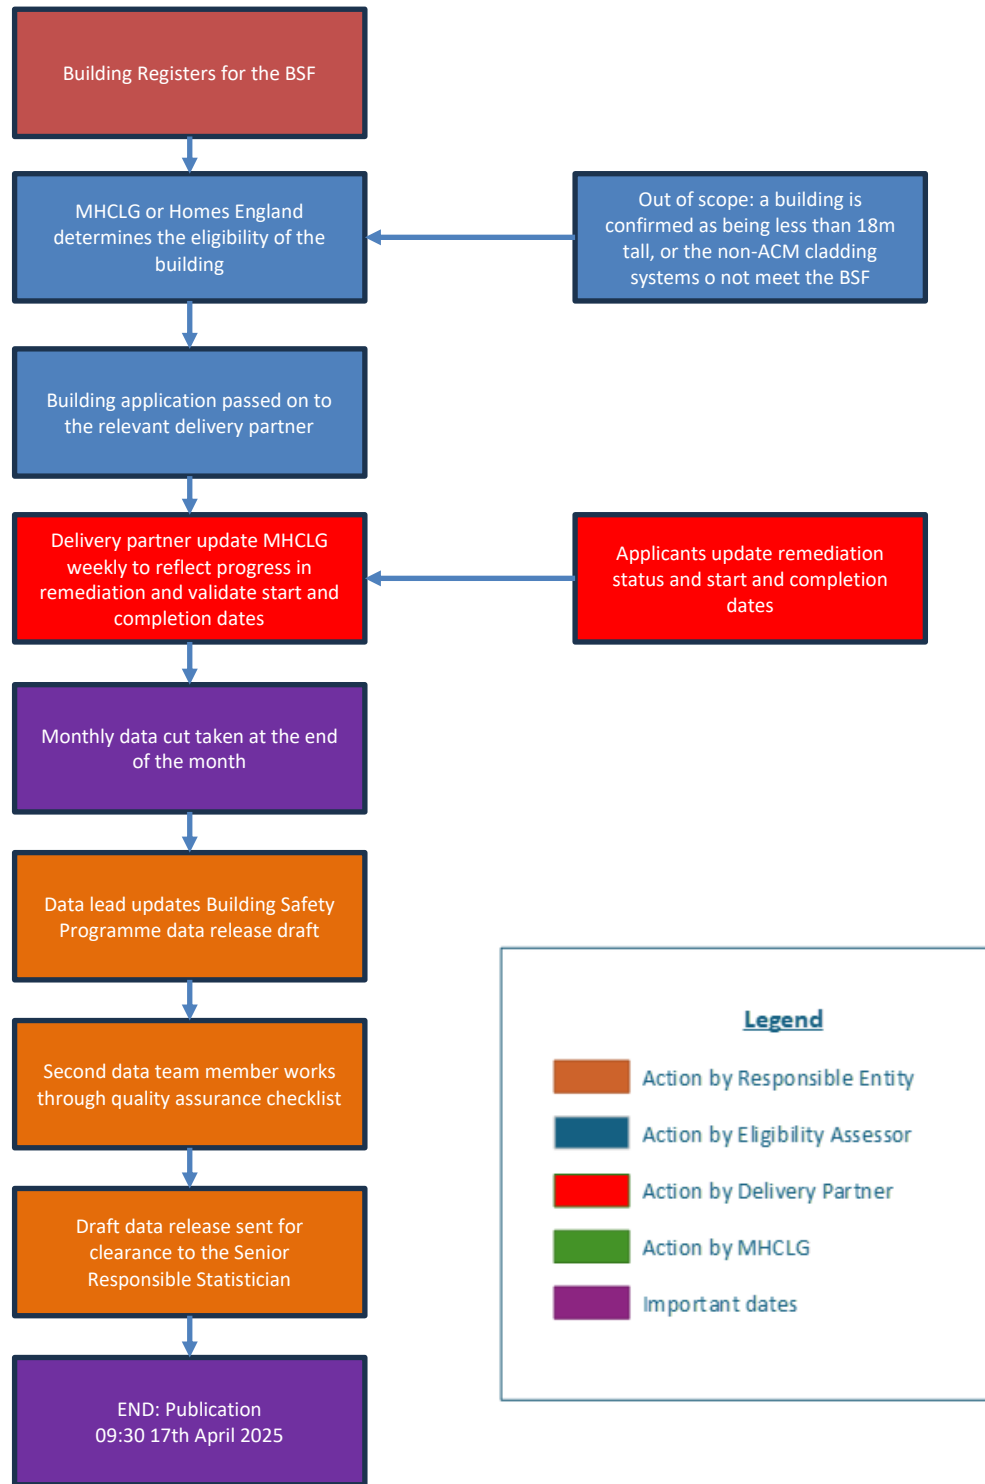 Building Registers for the BSF
MHCLG or Homes England
determines the eligibility of the
building
Out of scope: a building is
confirmed as being less than 18m
tall, or the non-ACM cladding
systems o not meet the BSF
Building application passed on to
the relevant delivery partner
Delivery partner update MHCLG
weekly to reflect progress in
remediation and validate start and
completion dates
Applicants update remediation
status and start and completion
dates
Monthly data cut taken at the end
of the month
Data lead updates Building Safety
Programme data release draft
Second data team member works
through quality assurance checklist
Draft data release sent for
clearance to the Senior
Responsible Statistician
END: Publication
09:30 17th April 2025
Legend
Action by Responsible Entity
Action by Eligibility Assessor
Action by Delivery Partner
Action by MHCLG
Important dates